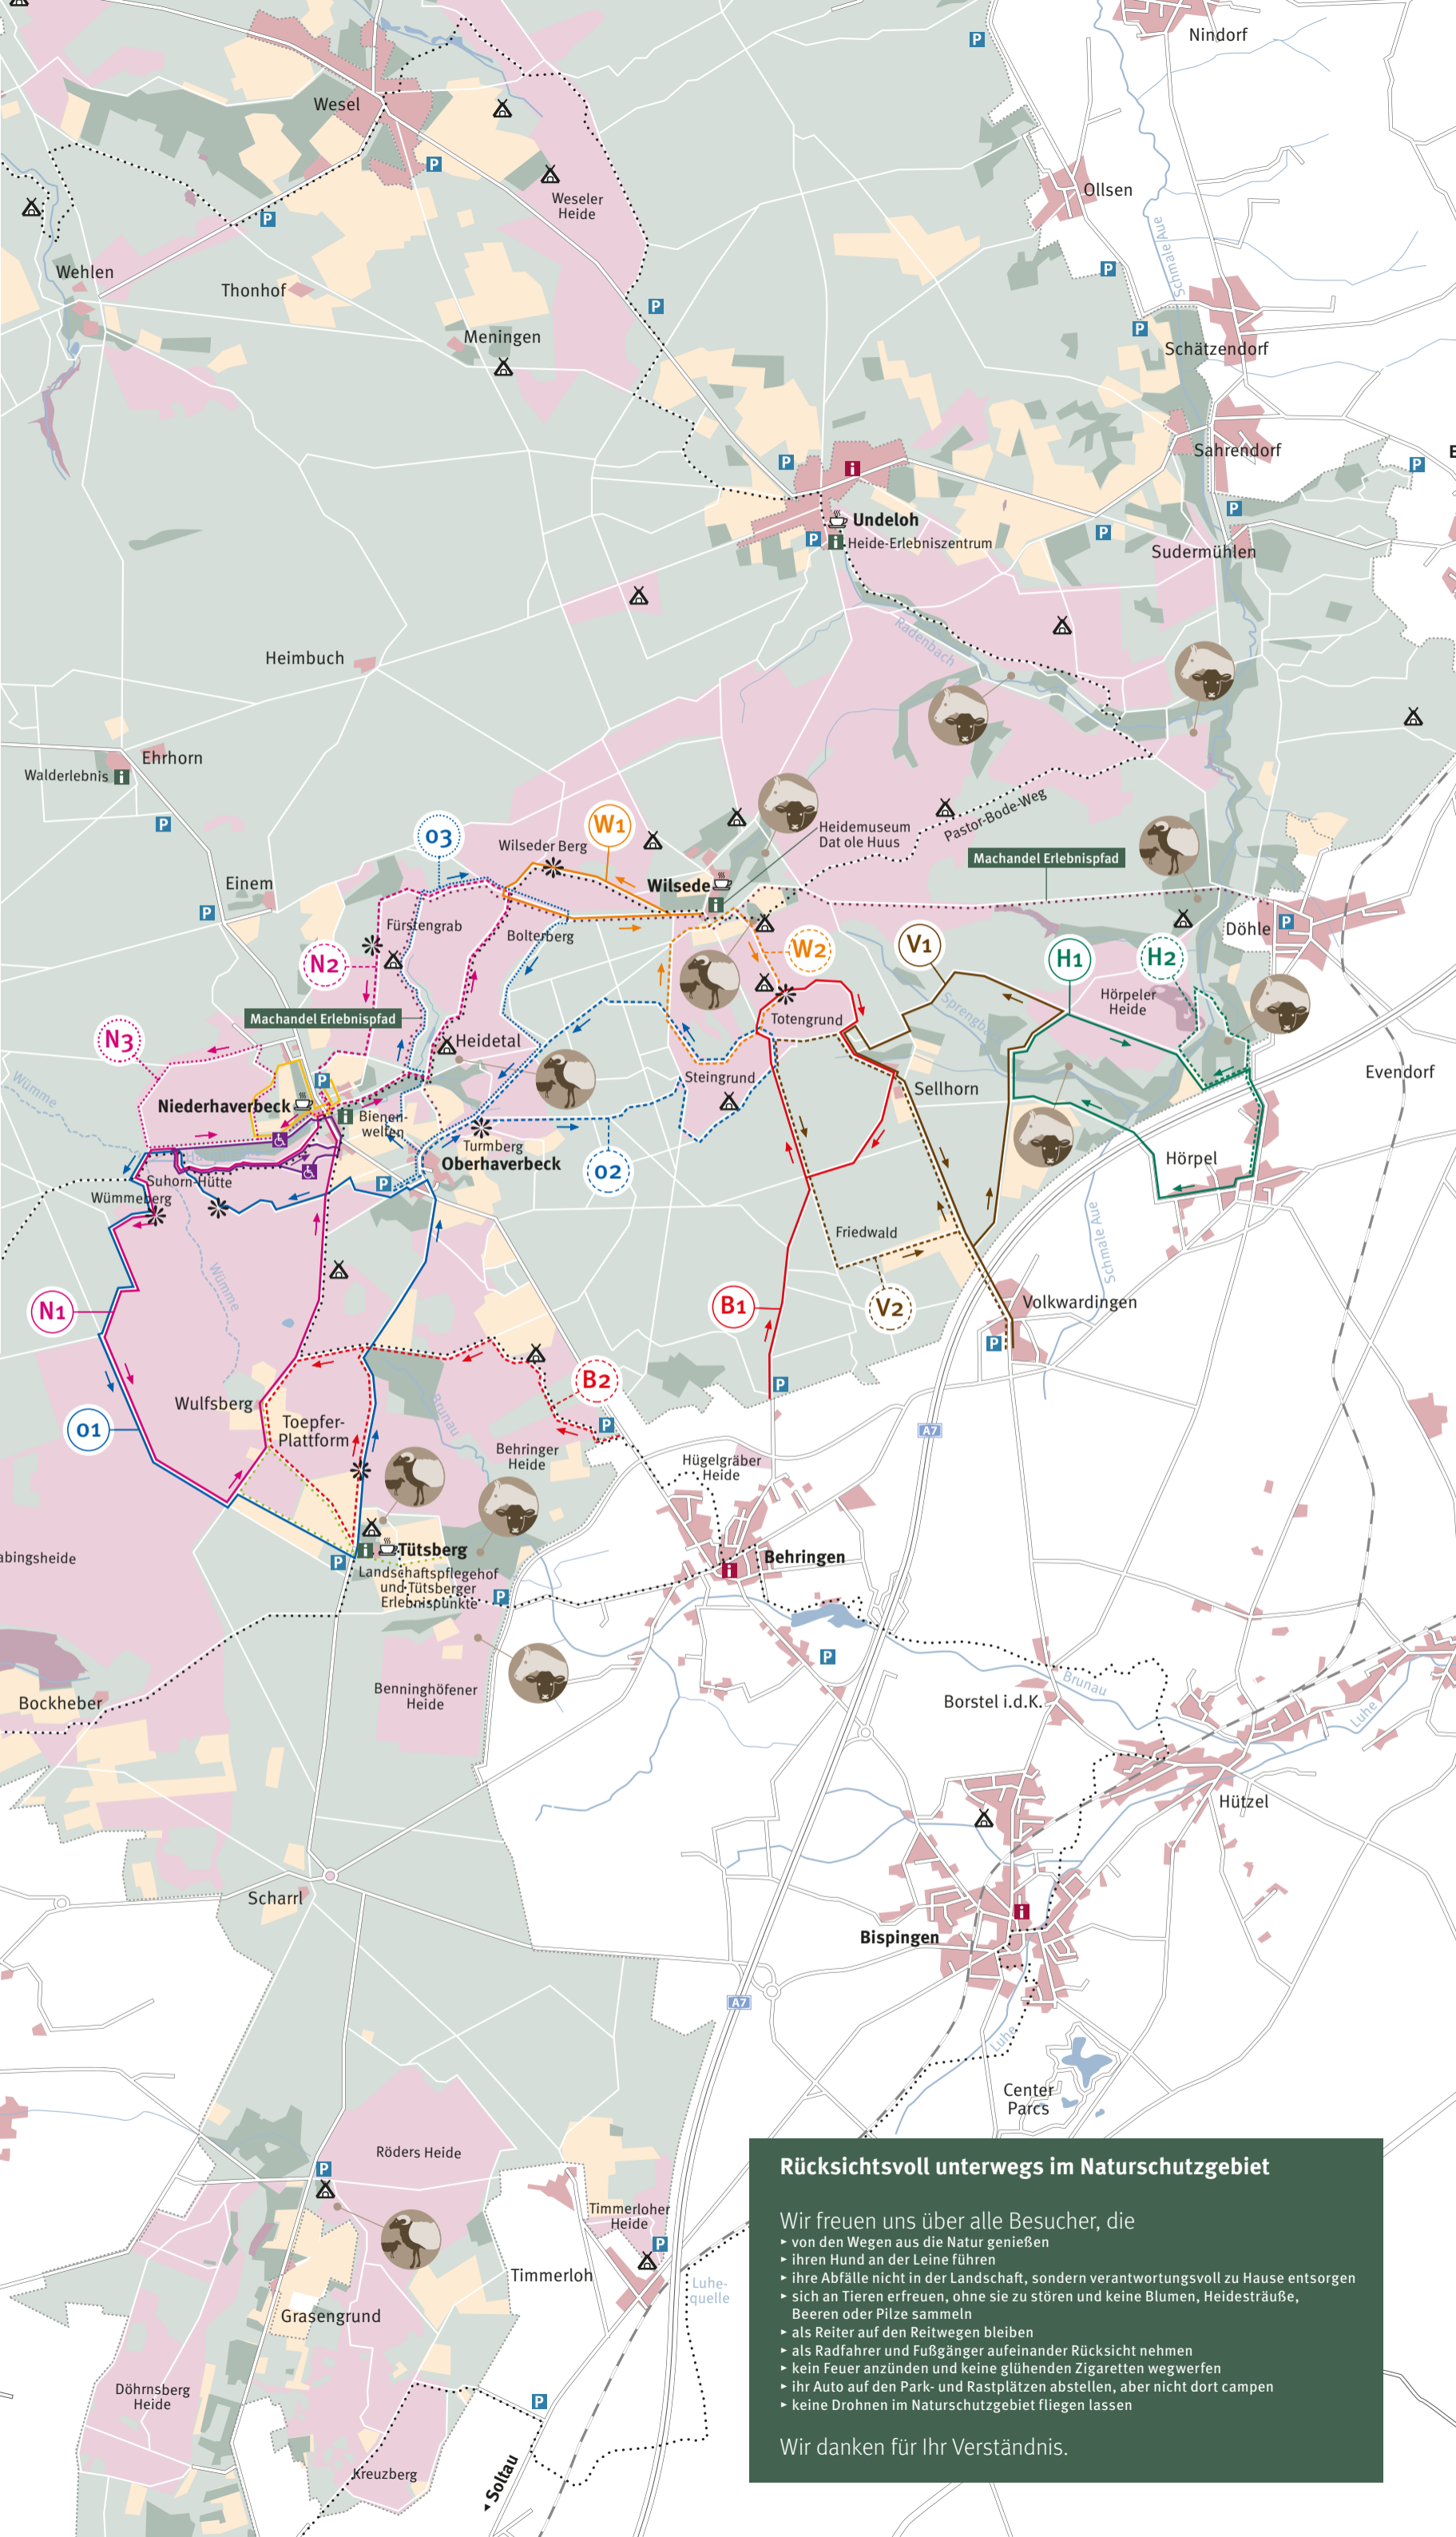 Nindorf
P
Wesel
P
Ollsen
Weseler
Heide
P
Schmale Aue
Wehlen
P
Thonhof
P
P
Meningen
Schätzendorf
Sahrendorf
P
i
P
P
Undeloh
P
i Heide-Erlebniszentrum
P
Sudermühlen
Radenbach
Heimbuch
Ehrhorn
Walderlebnis i
P
Pastor-Bode-Weg
W1
Heidemuseum
Dat ole Huus
O3
Wilseder Berg
Machandel Erlebnispfad
Einem
Wilsede
i
P
Fürstengrab
Bolterberg
P
Döhle
N2
W2
V1
H1
H2
Hörpeler
Heide
Machandel Erlebnispfad
Totengrund
N3
Heidetal
Steingrund
Evendorf
Wümme
P
Niederhaverbeck
Sellhorn
i
Bienen-
welten
Turmberg
Oberhaverbeck
Hörpel
O2
Suhorn-Hütte
P
Wümmeberg
Schmale Aue
Friedwald
Wümme
N1
B1
V2
Volkwardingen
P
P
B2
Wulfsberg
Toepfer-
Plattform
O1
Brunau
P
A7
Behringer
Heide
Hügelgräber
Heide
abingsheide
P
i
Tütsberg
Landschaftspflegehof
und Tütsberger
Erlebnispunkte
P
Behringen
i
P
Benninghöfener
Heide
Bockheber
Borstel i.d.K.
Brunau
Luhe
Hützel
Scharrl
i
Bispingen
A7
Luhe
Center
Parcs
Röders Heide
P
Timmerloher
Heide
P
Timmerloh
Luhe-
quelle
Grasengrund
Döhrnsberg
Heide
P
Kreuzberg
Soltau
Rücksichtsvoll unterwegs im Naturschutzgebiet
Wir freuen uns über alle Besucher, die
▸ von den Wegen aus die Natur genießen
▸ ihren Hund an der Leine führen
▸ ihre Abfälle nicht in der Landschaft, sondern verantwortungsvoll zu Hause entsorgen
▸ sich an Tieren erfreuen, ohne sie zu stören und keine Blumen, Heidesträuße,
Beeren oder Pilze sammeln
▸ als Reiter auf den Reitwegen bleiben
▸ als Radfahrer und Fußgänger aufeinander Rücksicht nehmen
▸ kein Feuer anzünden und keine glühenden Zigaretten wegwerfen
▸ ihr Auto auf den Park- und Rastplätzen abstellen, aber nicht dort campen
▸ keine Drohnen im Naturschutzgebiet fliegen lassen
Wir danken für Ihr Verständnis.